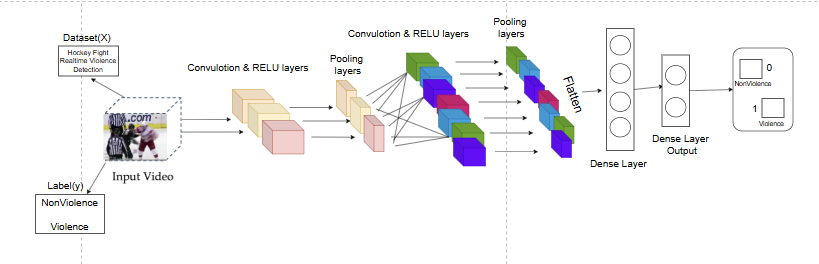 Dataset(X)
Hockey Fight
Realtime Violence
Detection
.com
Input Video
Label(y)
NonViolence
Violence
Convulotion & RELU layers
Pooling
layers
Convulotion & RELU layers
Pooling
layers
Flatten
Dense Layer
Dense Layer
Output
0
NonViolence
1
Violence